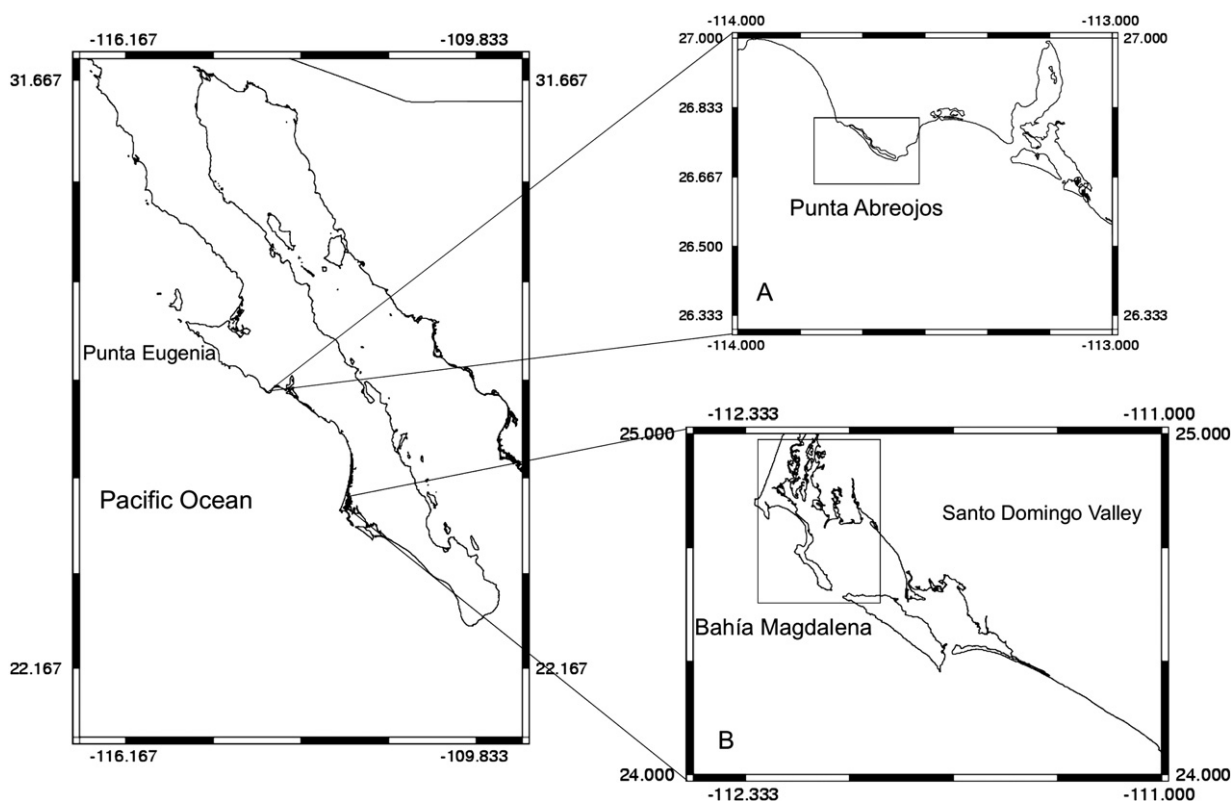 -116.167 -109.833
31.667 31.667
Punta Eugenia
Pacific Ocean
22.167 22.167
-116.167 -109.833
-114.000 -113.000
27.000 27.000
26.833
26.667
Punta Abreojos
26.500
A
26.333 26.333
-114.000 -113.000
-112.333 -111.000
25.000 25.000
Santo Domingo Valley
Bahía Magdalena
B
24.000 24.000
-112.333 -111.000